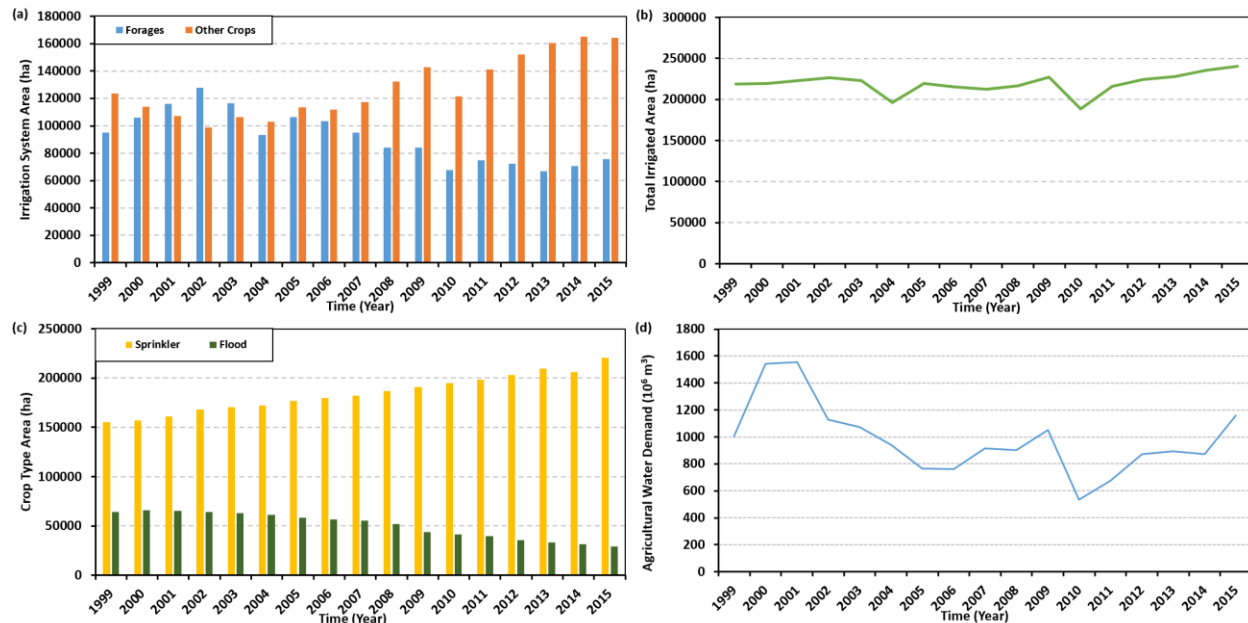 (a)
Forages Other Crops
Irrigation System Area (ha)
180000
160000
140000
120000
100000
80000
60000
40000
20000
0
1999 2000 2001 2002 2003 2004 2005 2006 2007 2008 2009 2010 2011 2012 2013 2014 2015
Time (Year)
(b)
Total Irrigated Area (ha)
300000
250000
200000
150000
100000
50000
0
1999 2000 2001 2002 2003 2004 2005 2006 2007 2008 2009 2010 2011 2012 2013 2014 2015
Time (Year)
(c)
Sprinkler Flood
Crop Type Area (ha)
250000
200000
150000
100000
50000
0
1999 2000 2001 2002 2003 2004 2005 2006 2007 2008 2009 2010 2011 2012 2013 2014 2015
Time (Year)
(d)
Agricultural Water Demand (10⁶ m³)
1800
1600
1400
1200
1000
800
600
400
200
0
1999 2000 2001 2002 2003 2004 2005 2006 2007 2008 2009 2010 2011 2012 2013 2014 2015
Time (Year)